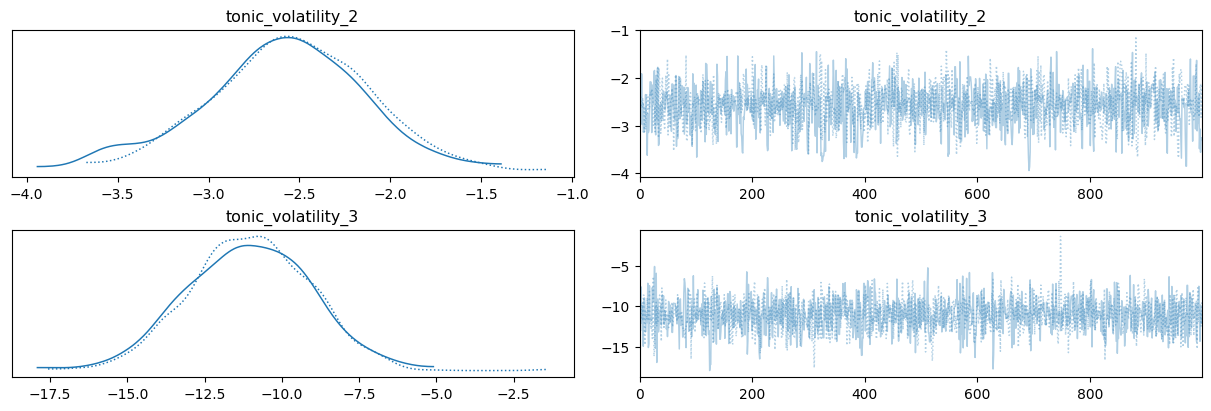 tonic_volatility_2
−4.0 −3.5 −3.0 −2.5 −2.0 −1.5 −1.0
tonic_volatility_2
−1
−2
−3
−4
0 200 400 600 800
tonic_volatility_3
−17.5 −15.0 −12.5 −10.0 −7.5 −5.0 −2.5
tonic_volatility_3
−5
−10
−15
0 200 400 600 800